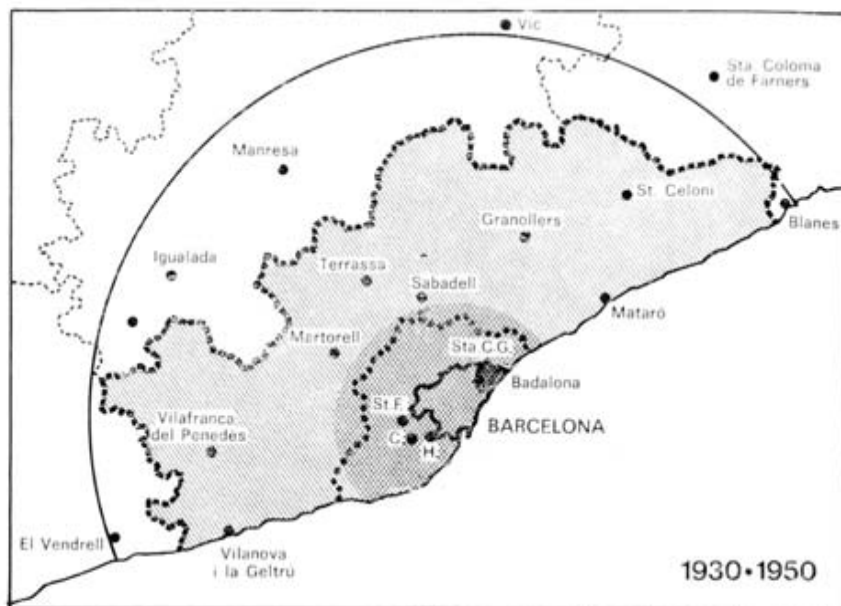 Vic
Sta. Coloma
de Farners
Manresa
St. Celoni
Granollers
Blanes
Igualada
Terrassa
Sabadell
Mataró
Martorell
Sta.C.G.
Badalona
St.F.
Vilafranca
del Penedes
BARCELONA
C.
H.
El Vendrell
Vilanova
i la Geltrú
1930•1950